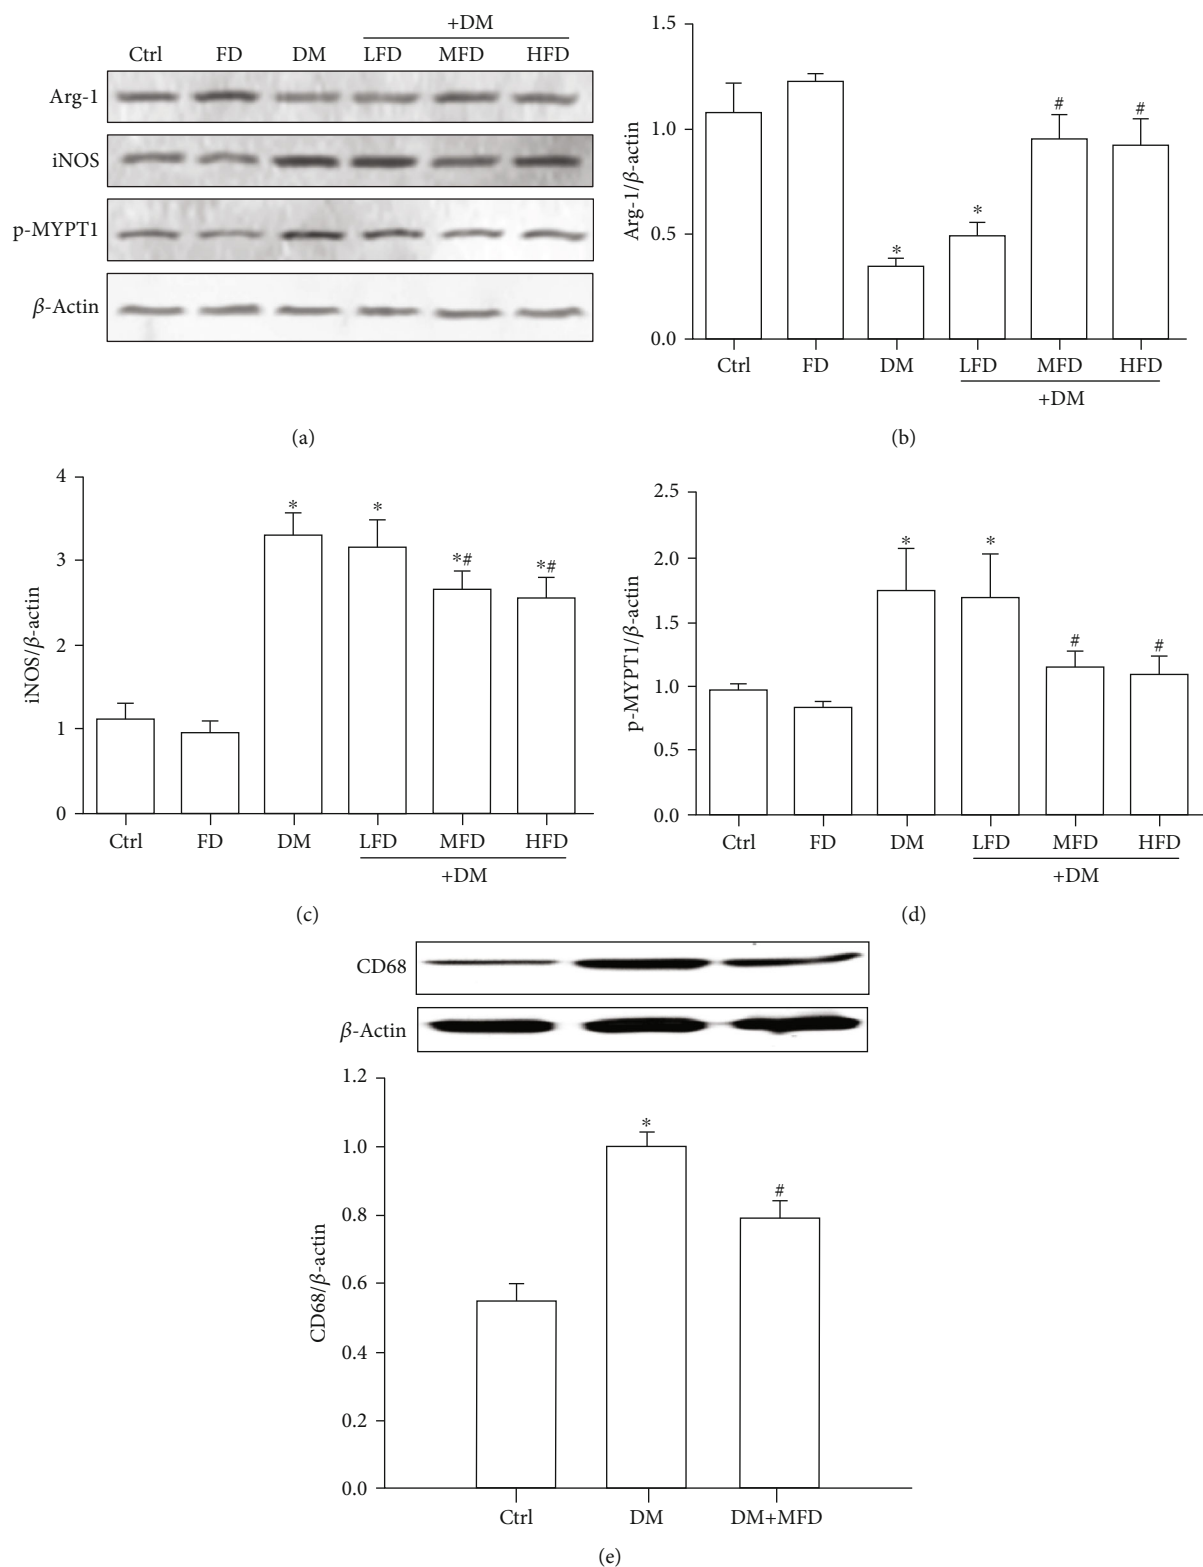 +DM
Ctrl FD DM LFD MFD HFD
Arg-1
iNOS
p-MYPT1
β-Actin
(a)
1.5
1.0
0.5
0.0
Arg-1/β-actin
* * # #
Ctrl FD DM LFD MFD HFD
+DM
(b)
4
3
2
1
0
iNOS/β-actin
* * *# *#
Ctrl FD DM LFD MFD HFD
+DM
(c)
2.5
2.0
1.5
1.0
0.5
0.0
p-MYPT1/β-actin
* * # #
Ctrl FD DM LFD MFD HFD
+DM
(d)
CD68
β-Actin
1.2
1.0
0.8
0.6
0.4
0.2
0.0
CD68/β-actin
* #
Ctrl DM DM+MFD
(e)